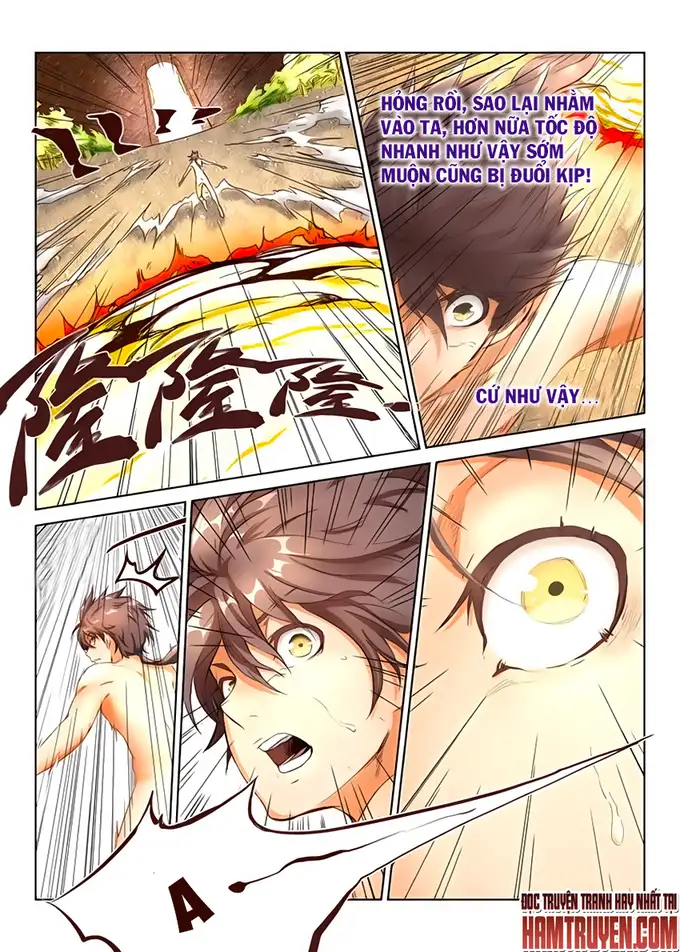 HỎNG RỒI, SAO LẠI NHẰM
VÀO TA, HƠN NỮA TỐC ĐỘ
NHANH NHƯ VẬY SỚM
MUỘN CŨNG BỊ ĐUỔI KỊP!
隆隆隆
CỨ NHƯ VẬY...
A -
ĐỌC TRUYỆN TRANH HAY NHẤT TẠI
HAMTRUYEN.COM